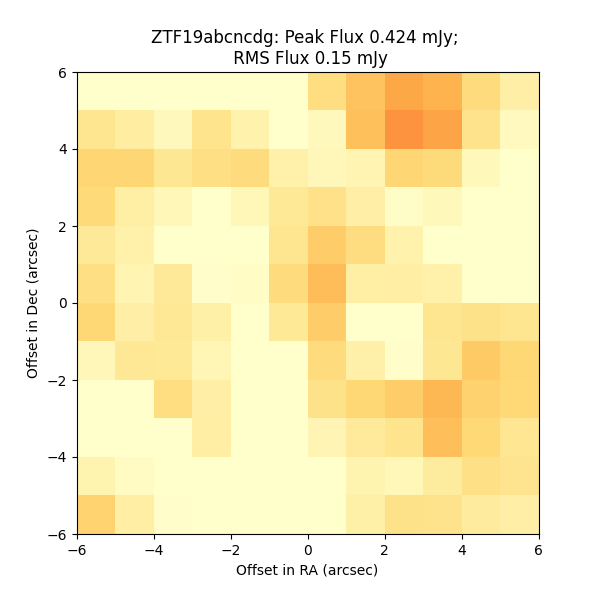 ZTF19abcncdg: Peak Flux 0.424 mJy;
RMS Flux 0.15 mJy
6
4
2
0
−2
−4
−6
Offset in Dec (arcsec)
−6 −4 −2 0 2 4 6
Offset in RA (arcsec)